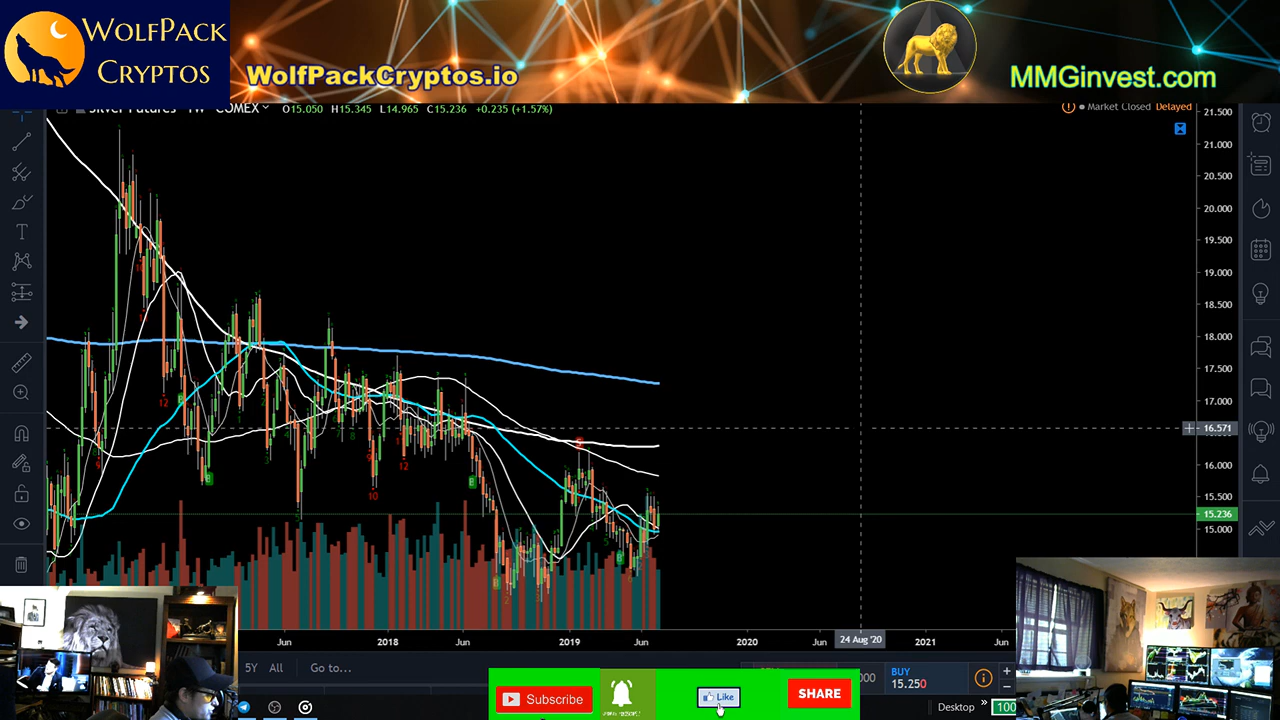 WOLFPACK
CRYPTOS
WolfPackCryptos.io
MMGinvest.com
Silver Futures 1W COMEX O15.050 H15.345 L14.965 C15.236 +0.235 (+1.57%)
Market Closed Delayed
21.500
21.000
20.500
20.000
19.500
19.000
18.500
18.000
17.500
17.000
16.571
16.000
15.500
15.236
15.000
12
10
12
Jun
2018
Jun
2019
Jun
2020
Jun
24 Aug '20
2021
Jun
5Y All Go to...
BUY
15.250
Subscribe
Like
SHARE
Desktop
100